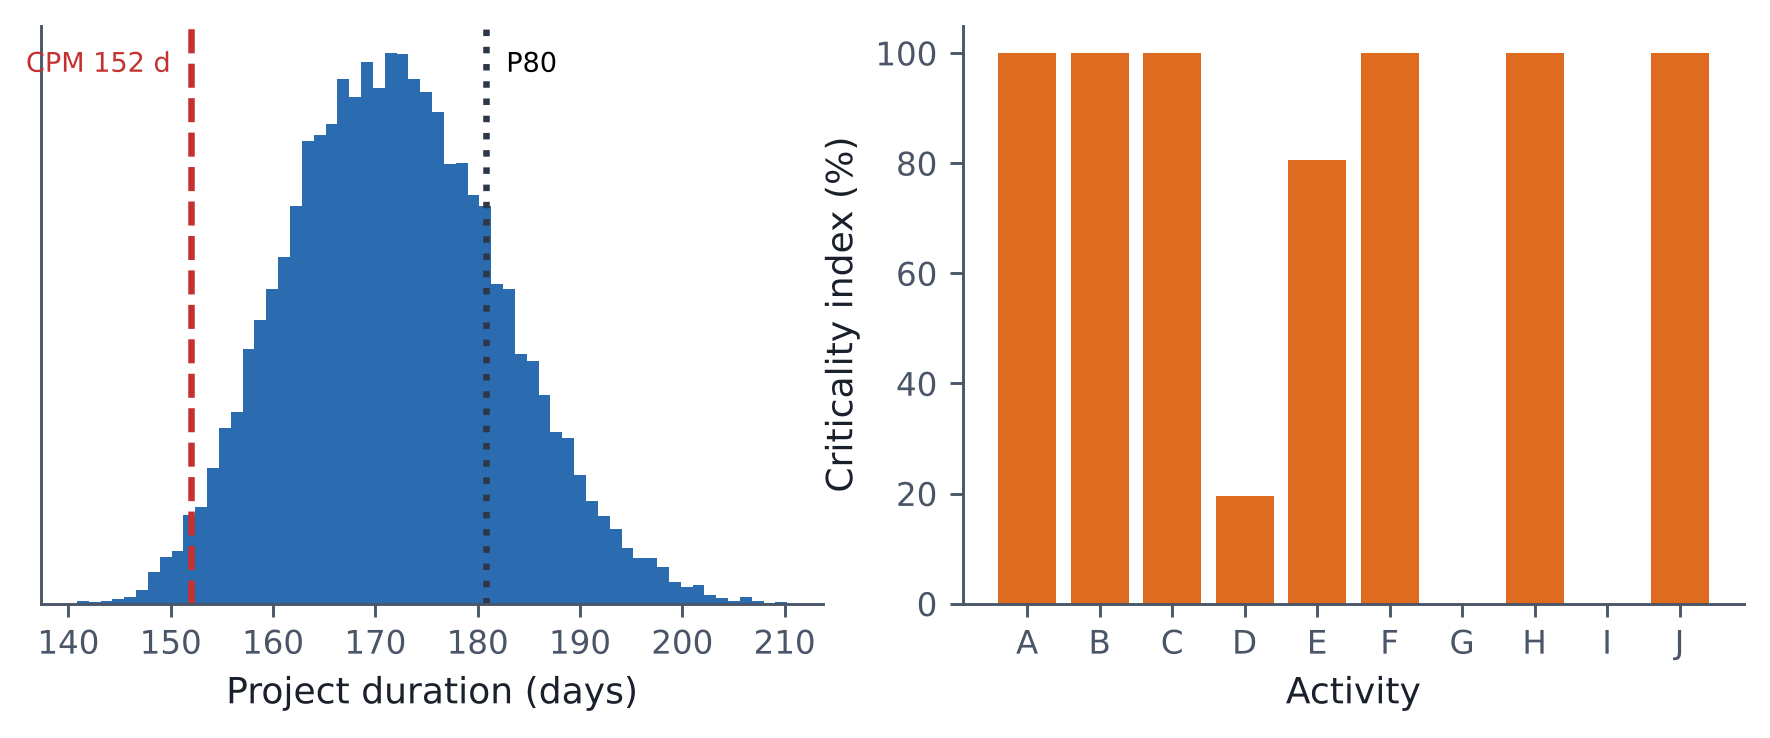 CPM 152 d
P80
140 150 160 170 180 190 200 210
Project duration (days)
Criticality index (%)
100
80
60
40
20
0
A B C D E F G H I J
Activity